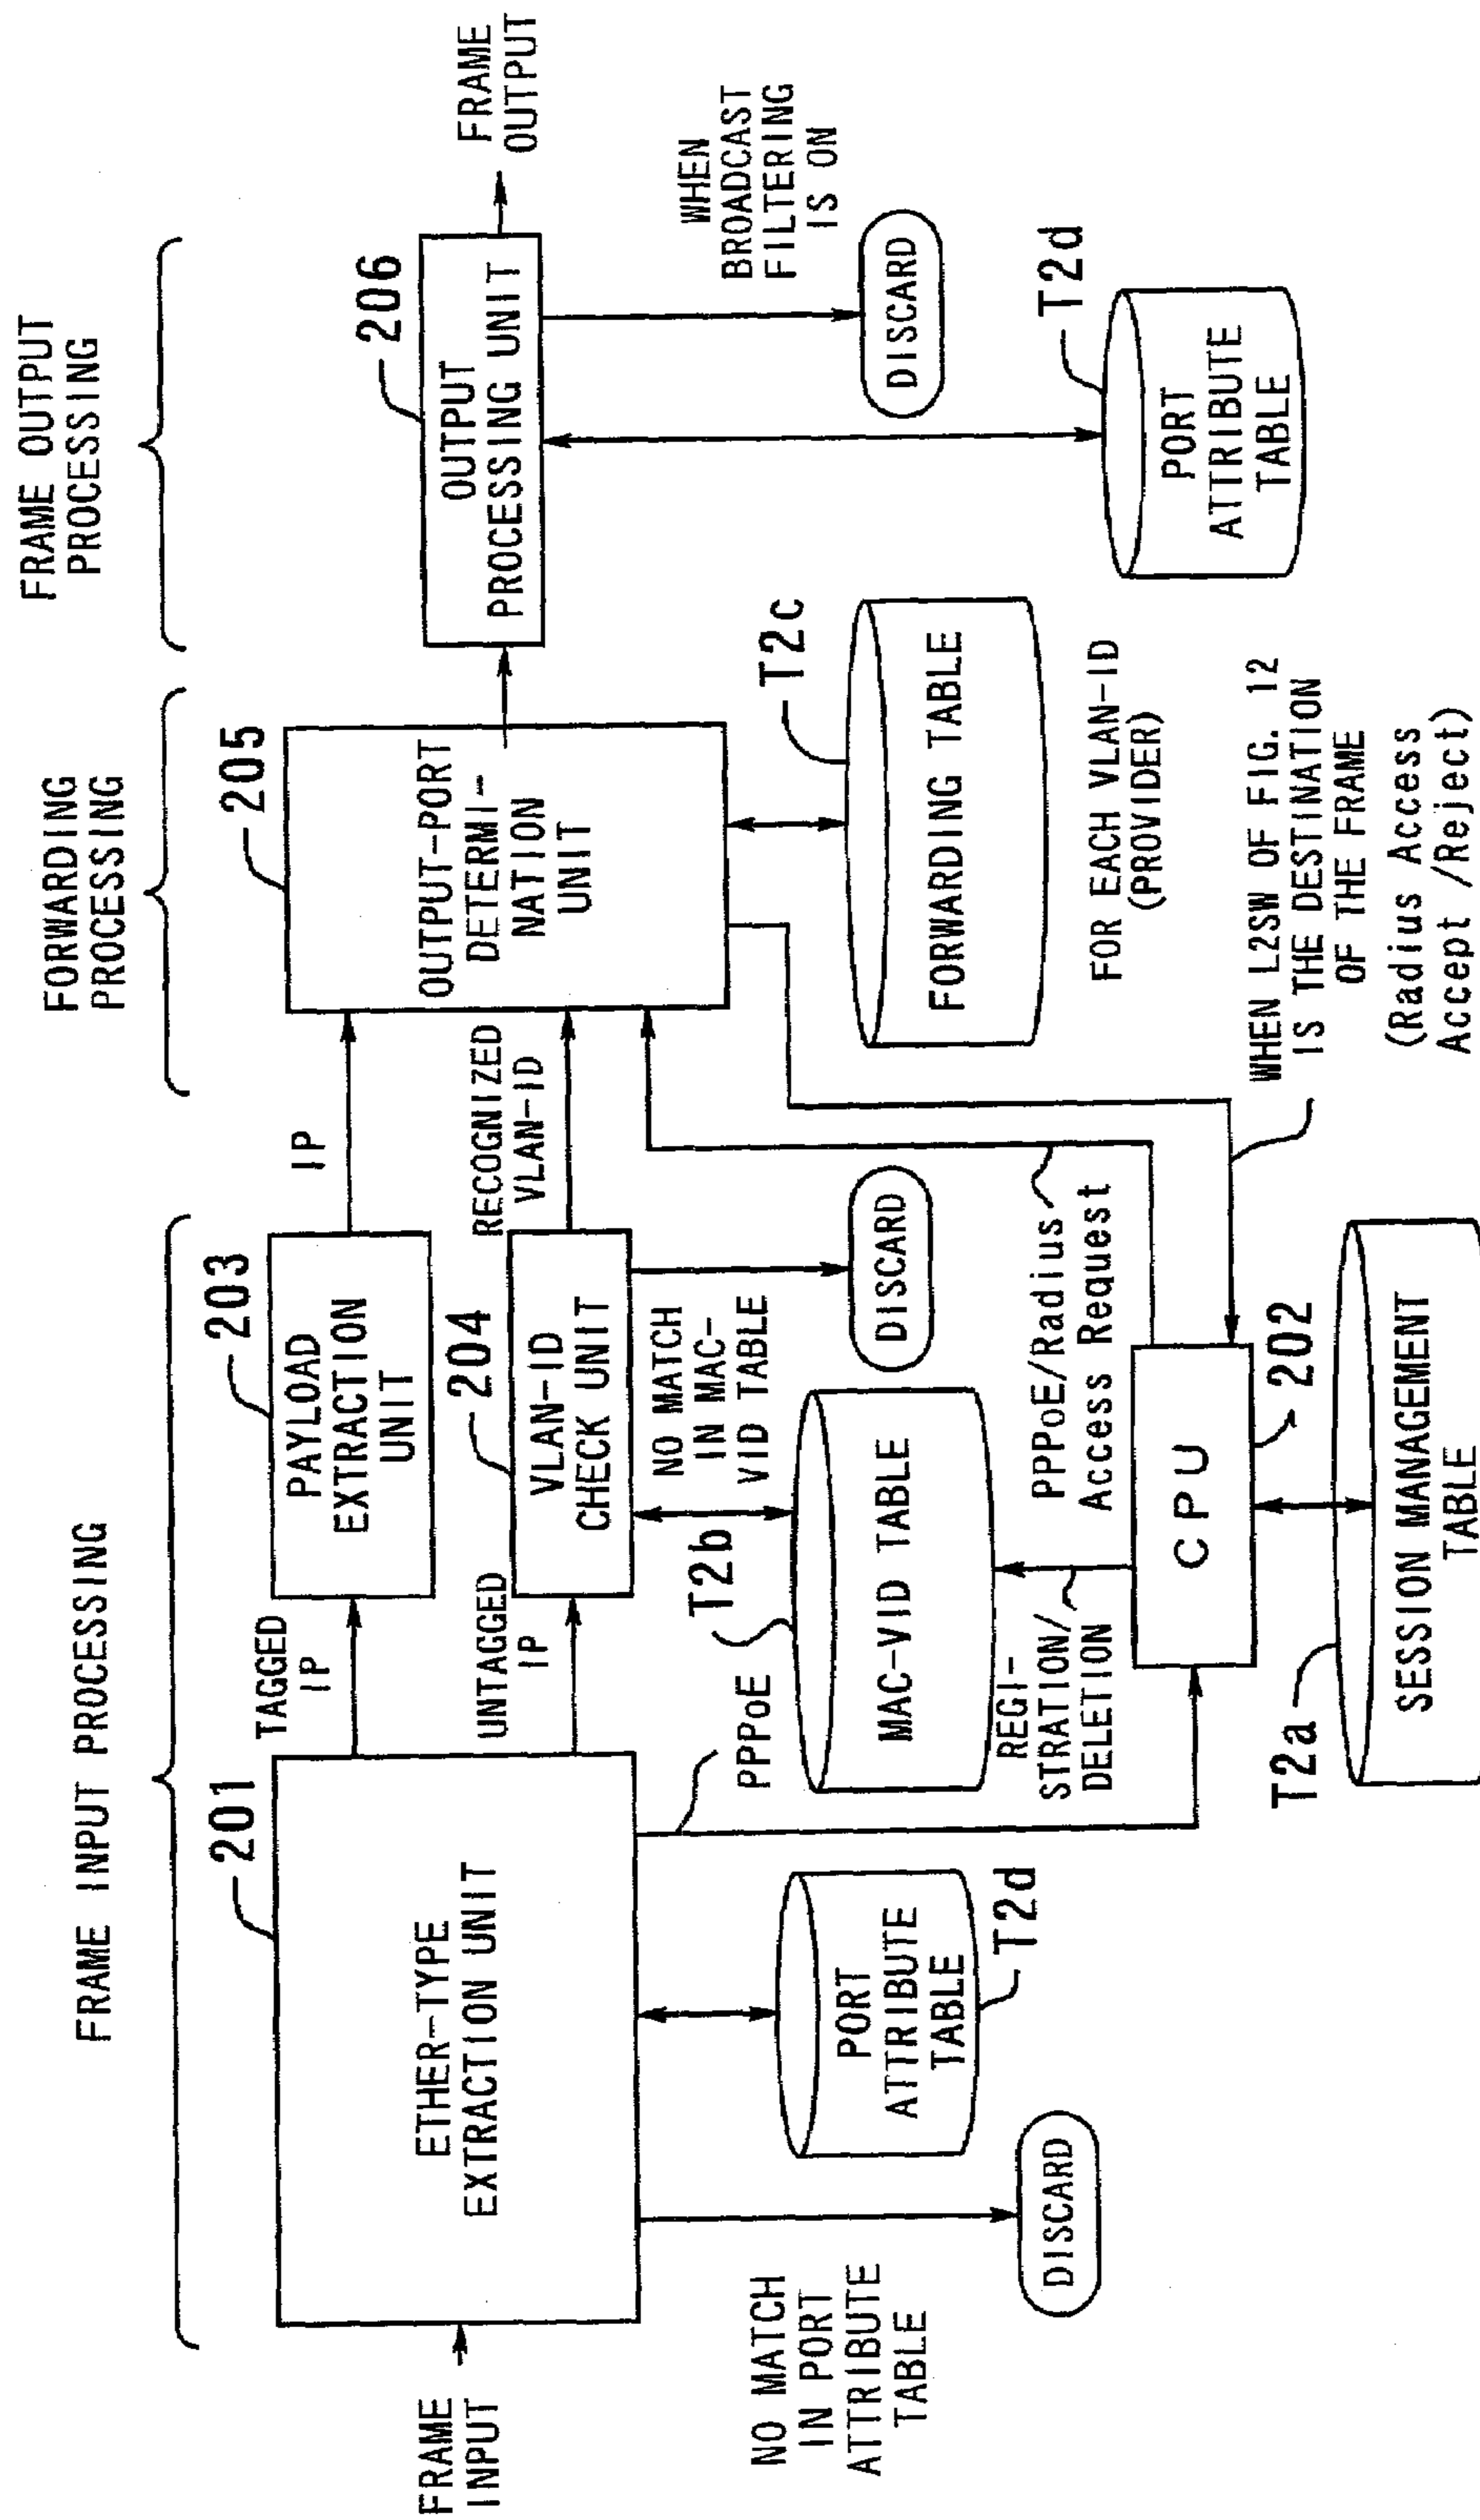 FRAME INPUT PROCESSING
FORWARDING
PROCESSING
FRAME OUTPUT
PROCESSING
FRAME
INPUT
201
ETHER-TYPE
EXTRACTION UNIT
NO MATCH
IN PORT
ATTRIBUTE
TABLE
DISCARD
PORT
ATTRIBUTE
TABLE
T2d
TAGGED
IP
UNTAGGED
IP
PPPoE
203
PAYLOAD
EXTRACTION
UNIT
204
VLAN-ID
CHECK UNIT
NO MATCH
IN MAC-
VID TABLE
DISCARD
T2b
MAC-VID TABLE
REGI-
STRATION/
DELETION
PPPoE/Radius
Access Request
CPU
202
T2a
SESSION MANAGEMENT
TABLE
IP
RECOGNIZED
VLAN-ID
205
OUTPUT-PORT
DETERMI-
NATION
UNIT
T2c
FORWARDING TABLE
FOR EACH VLAN-ID
(PROVIDER)
WHEN L2SW OF FIG. 12
IS THE DESTINATION
OF THE FRAME
(Radius Access
Accept /Reject)
206
OUTPUT
PROCESSING UNIT
FRAME
OUTPUT
WHEN
BROADCAST
FILTERING
IS ON
DISCARD
T2d
PORT
ATTRIBUTE
TABLE